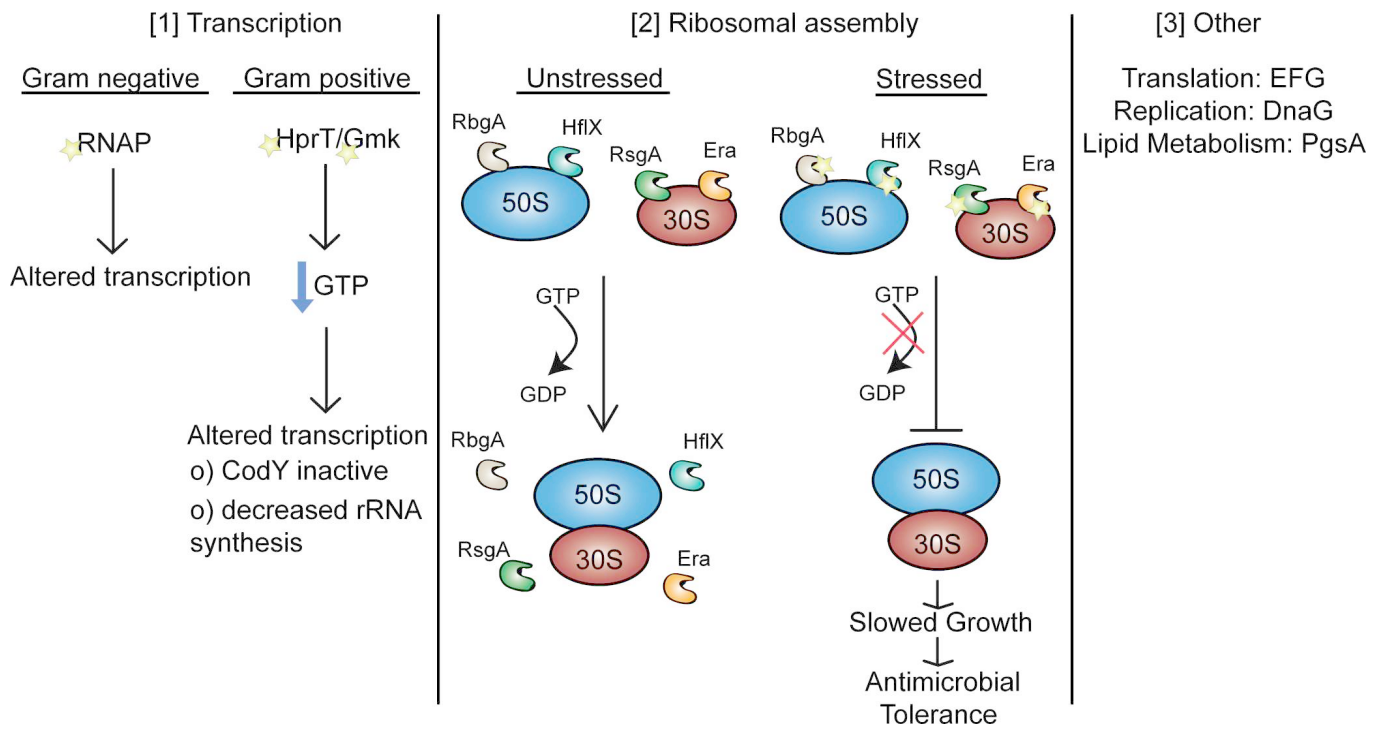 [1] Transcription
Gram negative
Gram positive
RNAP
HprT/Gmk
Altered transcription
GTP
Altered transcription
o) CodY inactive
o) decreased rRNA
synthesis
[2] Ribosomal assembly
Unstressed
RbgA
HflX
RsgA
Era
50S
30S
GTP
GDP
RbgA
HflX
50S
RsgA
30S
Era
Stressed
RbgA
HflX
RsgA
Era
50S
30S
GTP
GDP
50S
30S
Slowed Growth
Antimicrobial
Tolerance
[3] Other
Translation: EFG
Replication: DnaG
Lipid Metabolism: PgsA